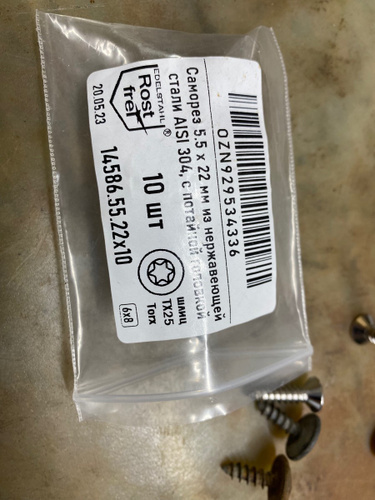 OZN929534336
Саморез 5.5 x 22 мм из нержавеющей
стали AISI 304, с потайной головкой
EDELSTAHL
Rost
frei
®
20.05.23
10 шт
14586.55.22x10
шлиц
TX25
Torx
6x8